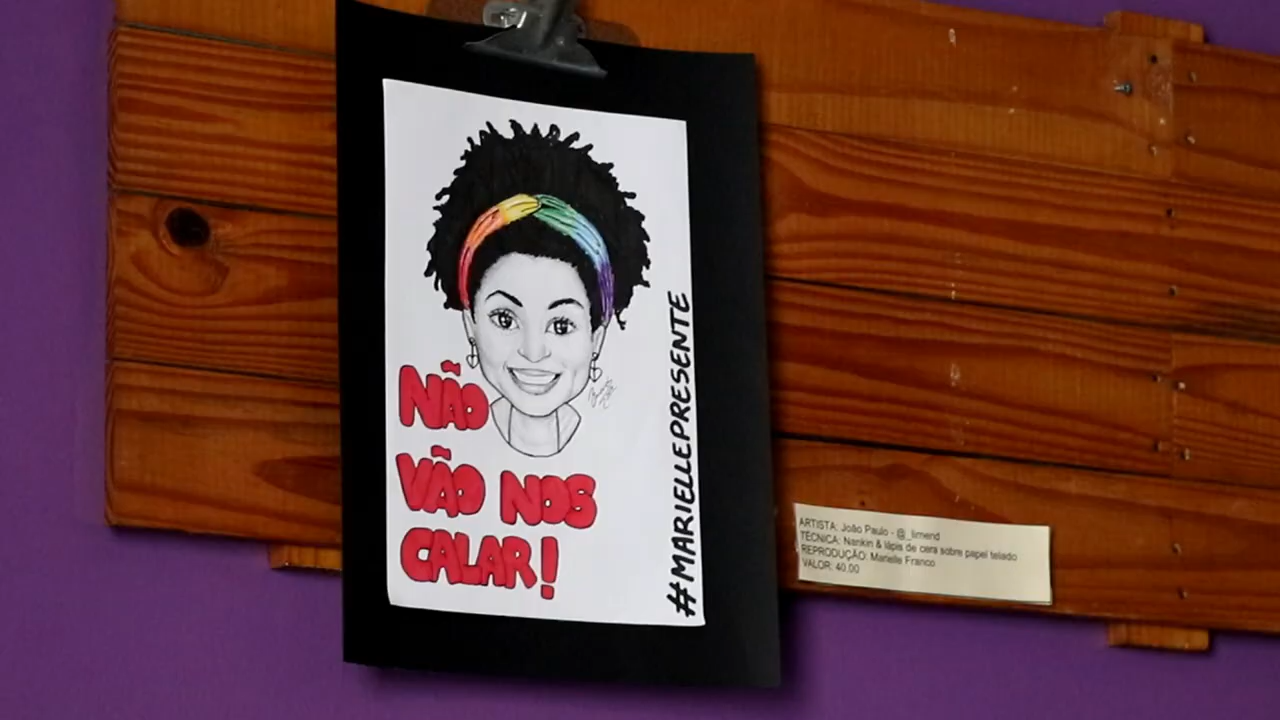 NÃO
VÃO NOS
CALAR!
#MARIELLEPRESENTE
ARTISTA: João Paulo - @_limend
TÉCNICA: Nankin & lápis de cera sobre papel telado
REPRODUÇÃO: Marielle Franco
VALOR: 40,00